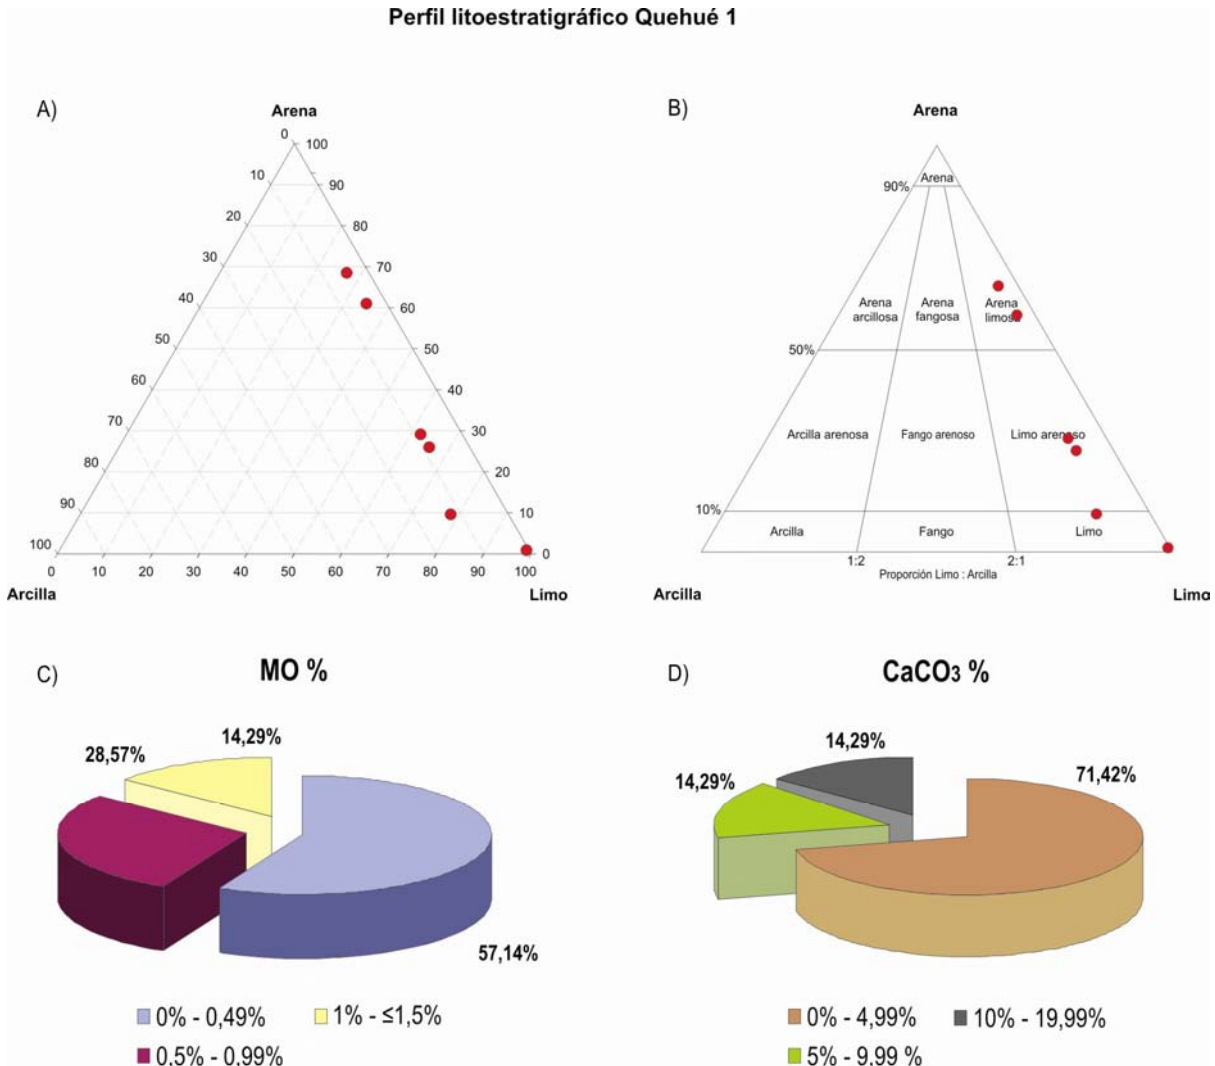 Perfil litoestratigráfico Quehué 1
A)
Arena
0 100
10 90
20 80
30 70
40 60
50 50
60 40
70 30
80 20
90 10
100 0
0 10 20 30 40 50 60 70 80 90 100
Arcilla Limo
B)
Arena
Arena
90%
Arena arcillosa
Arena fangosa
Arena limosa
50%
Arcilla arenosa Fango arenoso Limo arenoso
10%
Arcilla Fango Limo
1:2 2:1
Proporción Limo : Arcilla
Arcilla Limo
C)
MO %
14,29%
28,57%
57,14%
0% - 0,49% 1% - ≤1,5%
0,5% - 0,99%
D)
CaCO3 %
14,29%
71,42%
14,29%
0% - 4,99% 10% - 19,99%
5% - 9,99 %